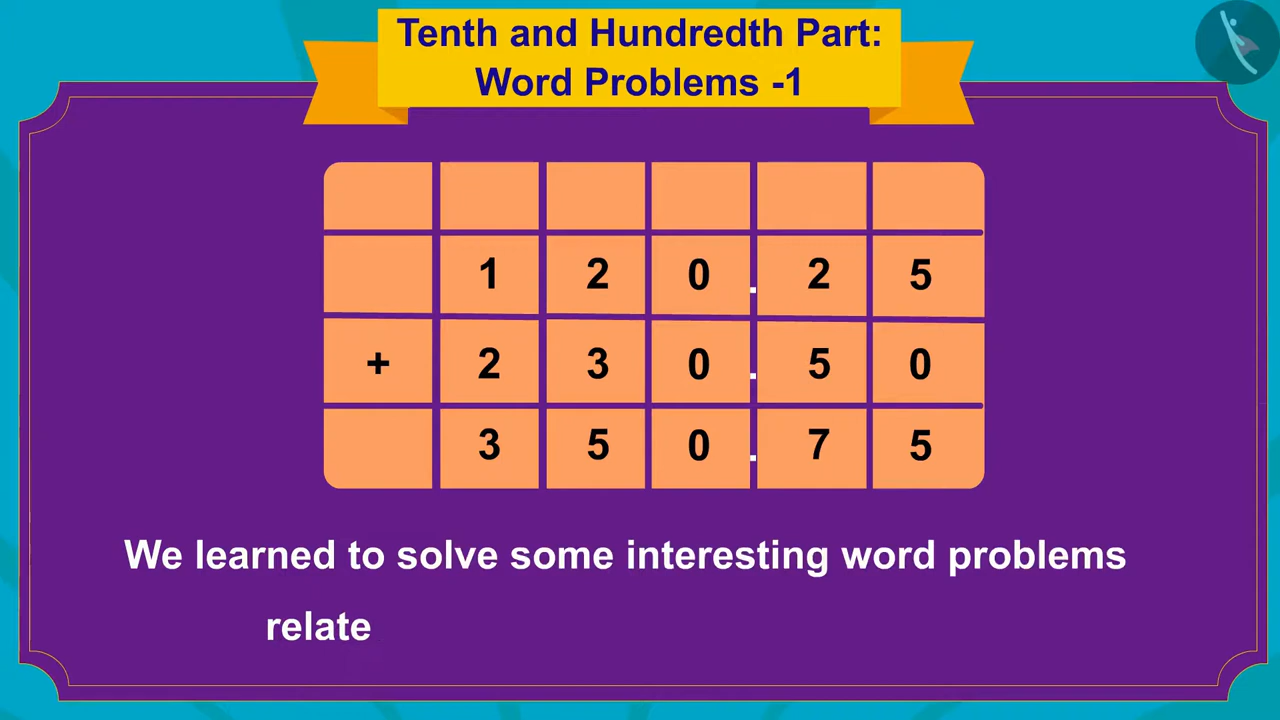 Tenth and Hundredth Part:
Word Problems -1
1 2 0 . 2 5
+ 2 3 0 . 5 0
3 5 0 . 7 5
We learned to solve some interesting word problems
relate